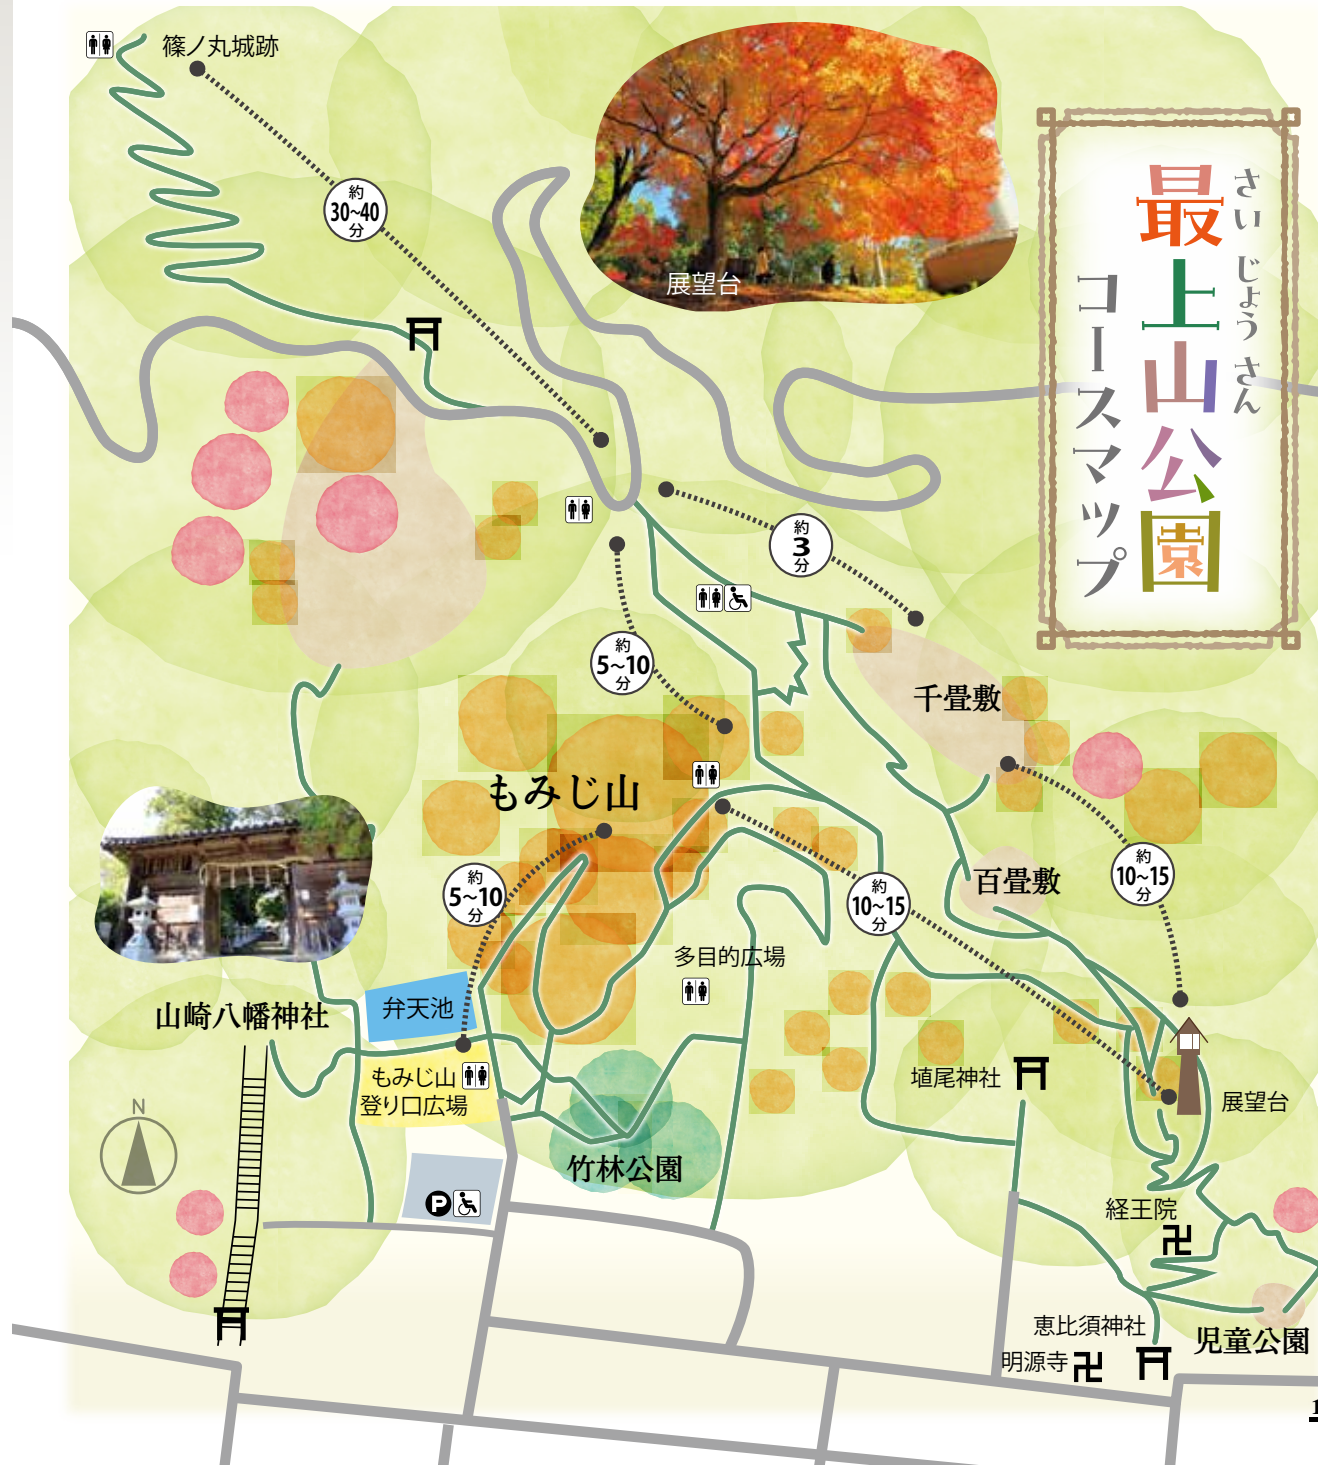 最上山公園
さいじょうさん
コースマップ
篠ノ丸城跡
約
30~40
分
展望台
約
3
分
約
5~10
分
千畳敷
もみじ山
約
5~10
分
約
10~15
分
百畳敷
約
10~15
分
多目的広場
山崎八幡神社
弁天池
もみじ山
登り口広場
埴尾神社
展望台
N
竹林公園
P
経王院
恵比須神社
明源寺
児童公園
1